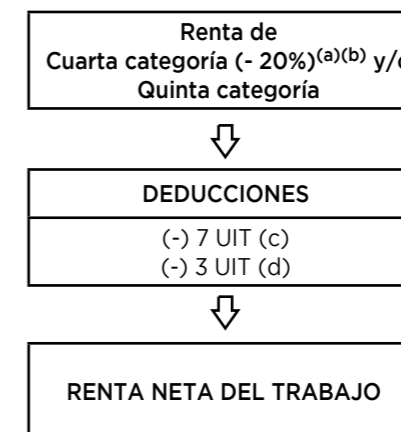 Renta de
Cuarta categoría (- 20%)(a)(b) y/o
Quinta categoría
DEDUCCIONES
(-) 7 UIT (c)
(-) 3 UIT (d)
RENTA NETA DEL TRABAJO